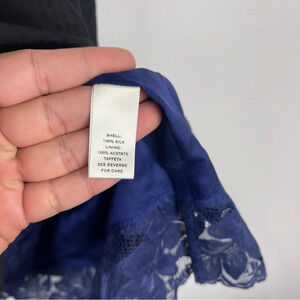 SHELL:
100% SILK
LINING:
100% ACETATE
TAFFETA
SEE REVERSE
FOR CARE